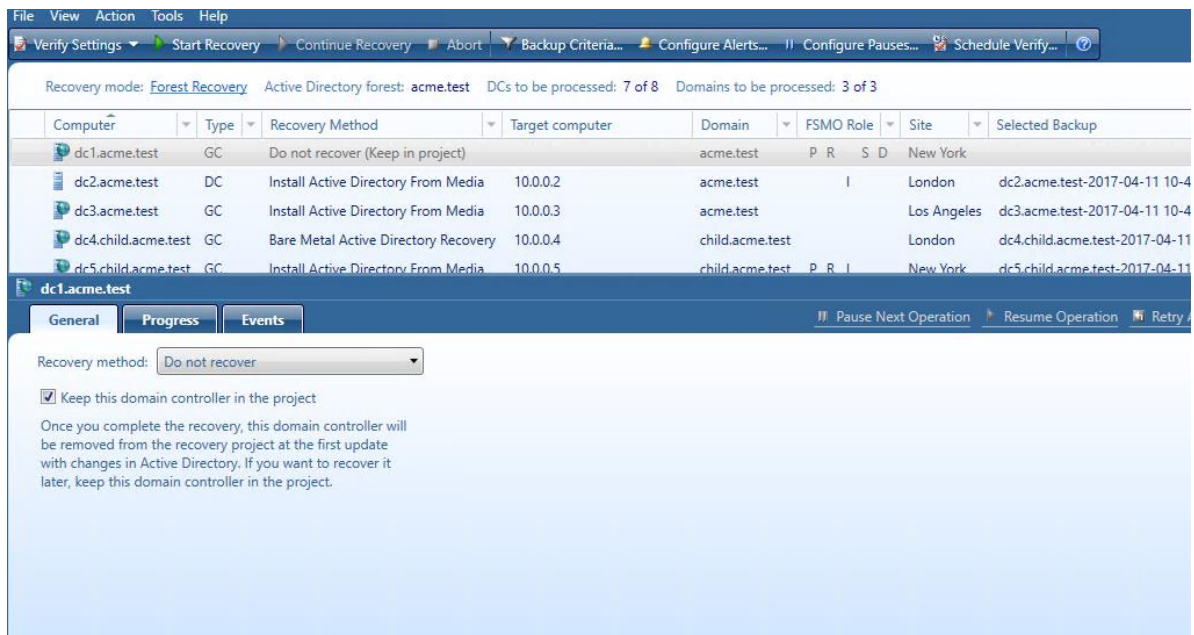 File View Action Tools Help
Verify Settings Start Recovery Continue Recovery Abort Backup Criteria... Configure Alerts... Configure Pauses... Schedule Verify...
Recovery mode: Forest Recovery Active Directory forest: acme.test DCs to be processed: 7 of 8 Domains to be processed: 3 of 3
Computer Type Recovery Method Target computer Domain FSMO Role Site Selected Backup
dc1.acme.test GC Do not recover (Keep in project) acme.test P R S D New York
dc2.acme.test DC Install Active Directory From Media 10.0.0.2 acme.test I London dc2.acme.test-2017-04-11 10-4
dc3.acme.test GC Install Active Directory From Media 10.0.0.3 acme.test Los Angeles dc3.acme.test-2017-04-11 10-4
dc4.child.acme.test GC Bare Metal Active Directory Recovery 10.0.0.4 child.acme.test London dc4.child.acme.test-2017-04-11
dc5.child.acme.test GC Install Active Directory From Media 10.0.0.5 child.acme.test P R I New York dc5.child.acme.test-2017-04-11
dc1.acme.test
General Progress Events Pause Next Operation Resume Operation Retry A
Recovery method: Do not recover
Keep this domain controller in the project
Once you complete the recovery, this domain controller will
be removed from the recovery project at the first update
with changes in Active Directory. If you want to recover it
later, keep this domain controller in the project.